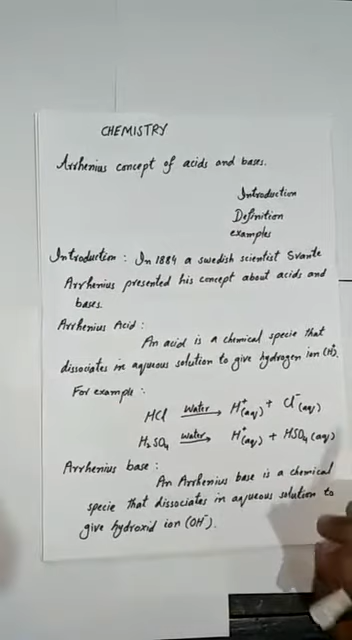 CHEMISTRY
Arrhenius concept of acids and bases.
Introduction
Definition
examples
Introduction : In 1884 a swedish scientist Svante
Arrhenius presented his concept about acids and
bases.
Arrhenius Acid :
An acid is a chemical specie that
dissociates in aqueous solution to give hydrogen ion (H⁺).
For example :
HCl water → H⁺(aq) + Cl⁻(aq)
H₂SO₄ water → H⁺(aq) + HSO₄(aq)
Arrhenius base :
An Arrhenius base is a chemical
specie that dissociates in aqueous solution to
give hydroxid ion (OH⁻).